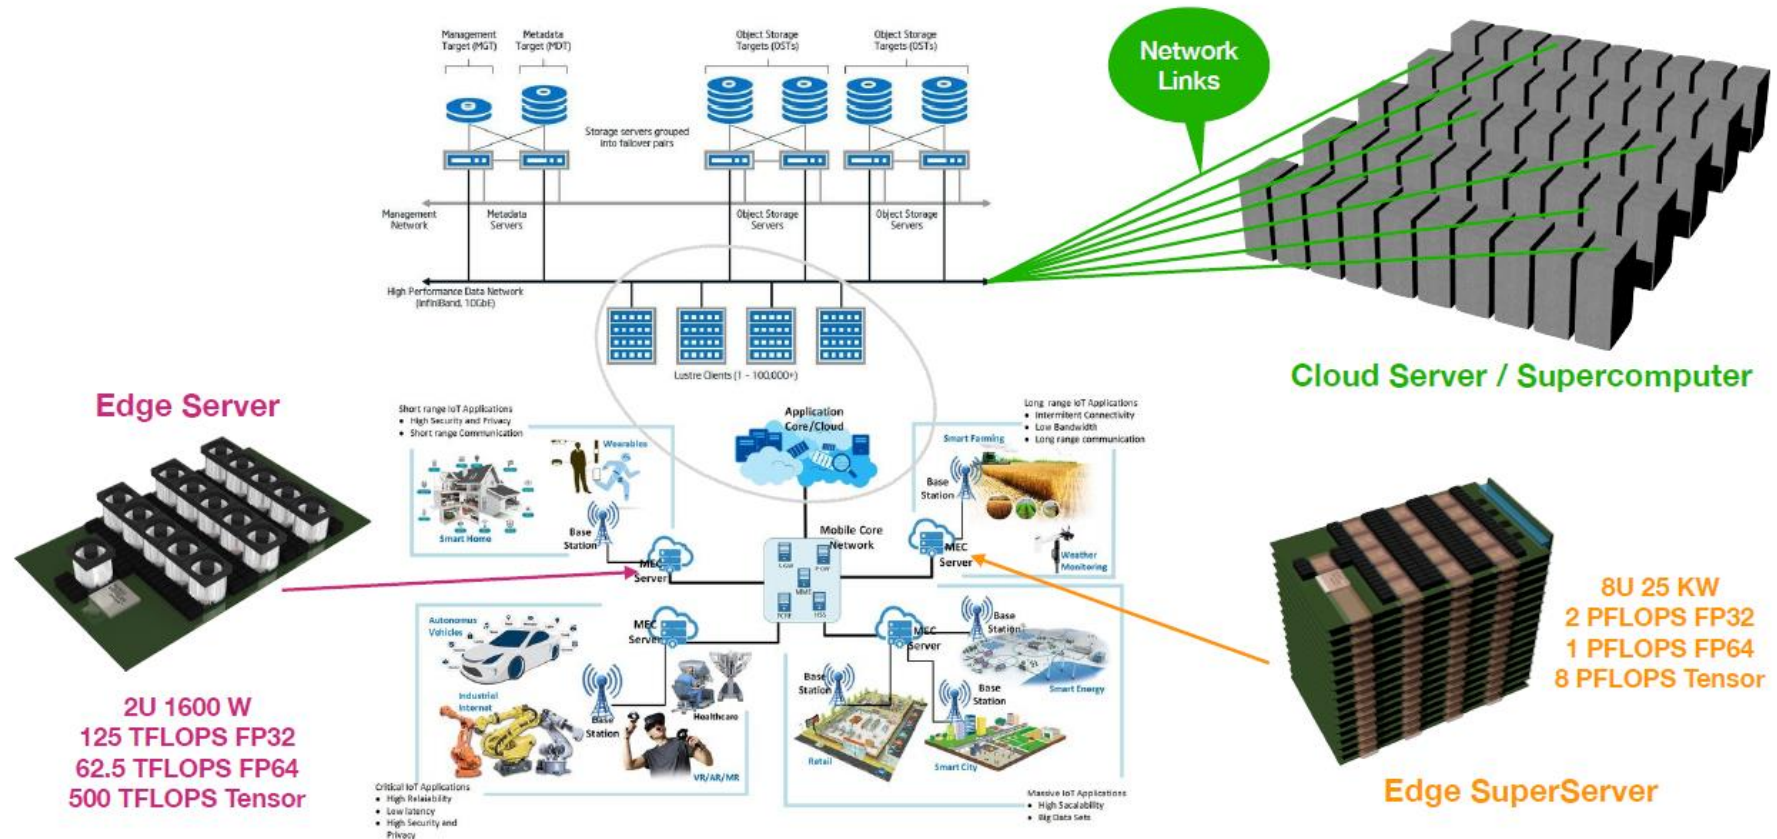 Management
Target (MGT)
Metadata
Target (MDT)
Object Storage
Targets (OSTs)
Object Storage
Targets (OSTs)
Storage servers grouped
into failover pairs
Management
Network
Metadata
Servers
Object Storage
Servers
Object Storage
Servers
High Performance Data Network
(InfiniBand, 10GbE)
Lustre Clients (1 – 100,000+)
Network
Links
Cloud Server / Supercomputer
Edge Server
2U 1600 W
125 TFLOPS FP32
62.5 TFLOPS FP64
500 TFLOPS Tensor
Short range IoT Applications
• High Security and Privacy
• Short range Communication
Wearables
Smart Home
Base
Station
MEC
Server
Application
Core/Cloud
Mobile Core
Network
MME
HSS
Long range IoT Applications
• Intermitent Connectivity
• Low Bandwidth
• Long range communication
Smart Farming
Base
Station
MEC
Server
Weather
Monitoring
Autonomus
Vehicles
MEC
Server
Industrial
Internet
Base
Station
Healthcare
VR/AR/MR
Critical IoT Applications
• High Relaiability
• Low latency
• High Security and
Privacy
MEC
Server
Base
Station
Smart Energy
Base
Station
Base
Station
Retail
Smart City
Massive IoT Applications
• High Sacalability
• Big Data Sets
8U 25 KW
2 PFLOPS FP32
1 PFLOPS FP64
8 PFLOPS Tensor
Edge SuperServer